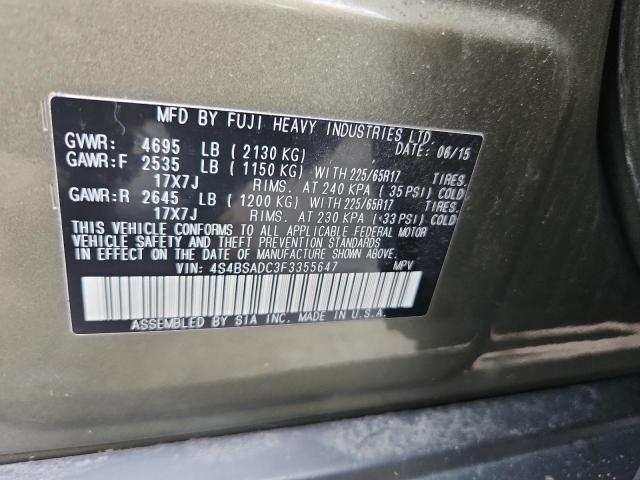 MFD BY FUJI HEAVY INDUSTRIES LTD.
GVWR: 4695 LB ( 2130 KG) DATE: 06/15
GAWR:F 2535 LB ( 1150 KG) WITH 225/65R17 TIRES,
17X7J RIMS, AT 240 KPA ( 35 PSI) COLD
GAWR:R 2645 LB ( 1200 KG) WITH 225/65R17 TIRES,
17X7J RIMS, AT 230 KPA ( 33 PSI) COLD
THIS VEHICLE CONFORMS TO ALL APPLICABLE FEDERAL MOTOR
VEHICLE SAFETY AND THEFT PREVENTION STANDARDS
IN EFFECT ON THE DATE OF MANUFACTURE SHOWN ABOVE.
VIN: 4S4BSADC3F3355647 MPV
ASSEMBLED BY SIA INC. MADE IN U.S.A.